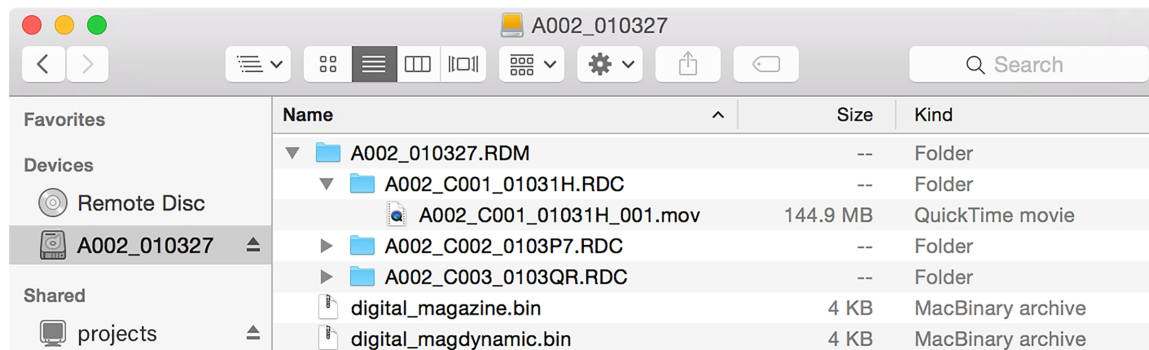 A002_010327
Search
Favorites
Devices
Remote Disc
A002_010327
Shared
projects
Name Size Kind
A002_010327.RDM -- Folder
A002_C001_01031H.RDC -- Folder
A002_C001_01031H_001.mov 144.9 MB QuickTime movie
A002_C002_0103P7.RDC -- Folder
A002_C003_0103QR.RDC -- Folder
digital_magazine.bin 4 KB MacBinary archive
digital_magdynamic.bin 4 KB MacBinary archive